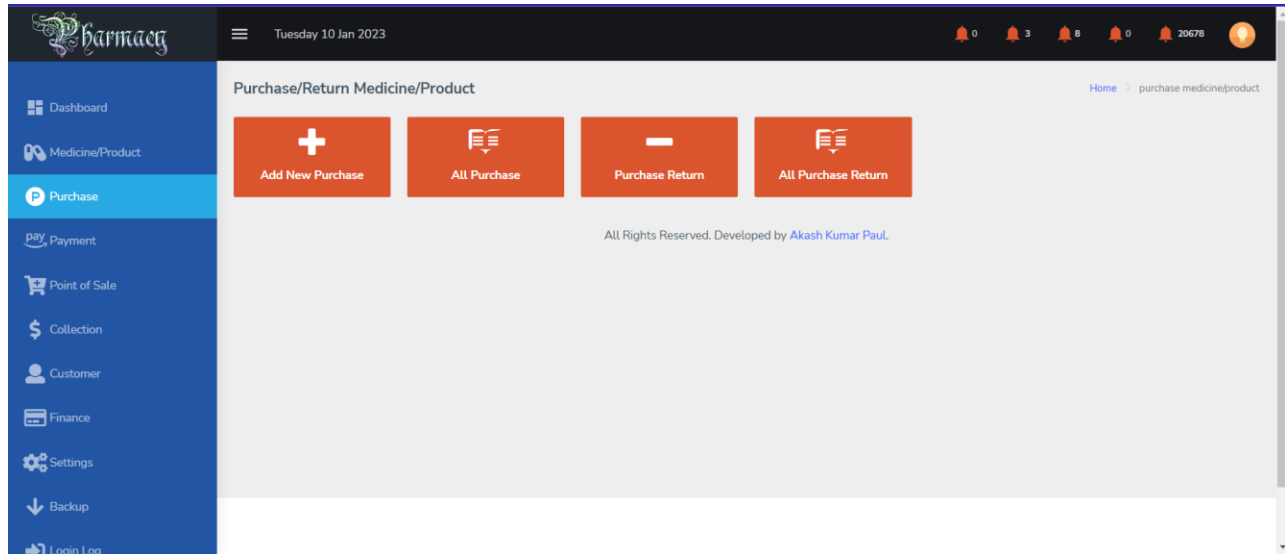 Pharmacy
Tuesday 10 Jan 2023
0
3
8
0
20678
Dashboard
Medicine/Product
P Purchase
pay Payment
Point of Sale
Collection
Customer
Finance
Settings
Backup
Login Log
Purchase/Return Medicine/Product
Home > purchase medicine/product
Add New Purchase
All Purchase
Purchase Return
All Purchase Return
All Rights Reserved. Developed by Akash Kumar Paul.